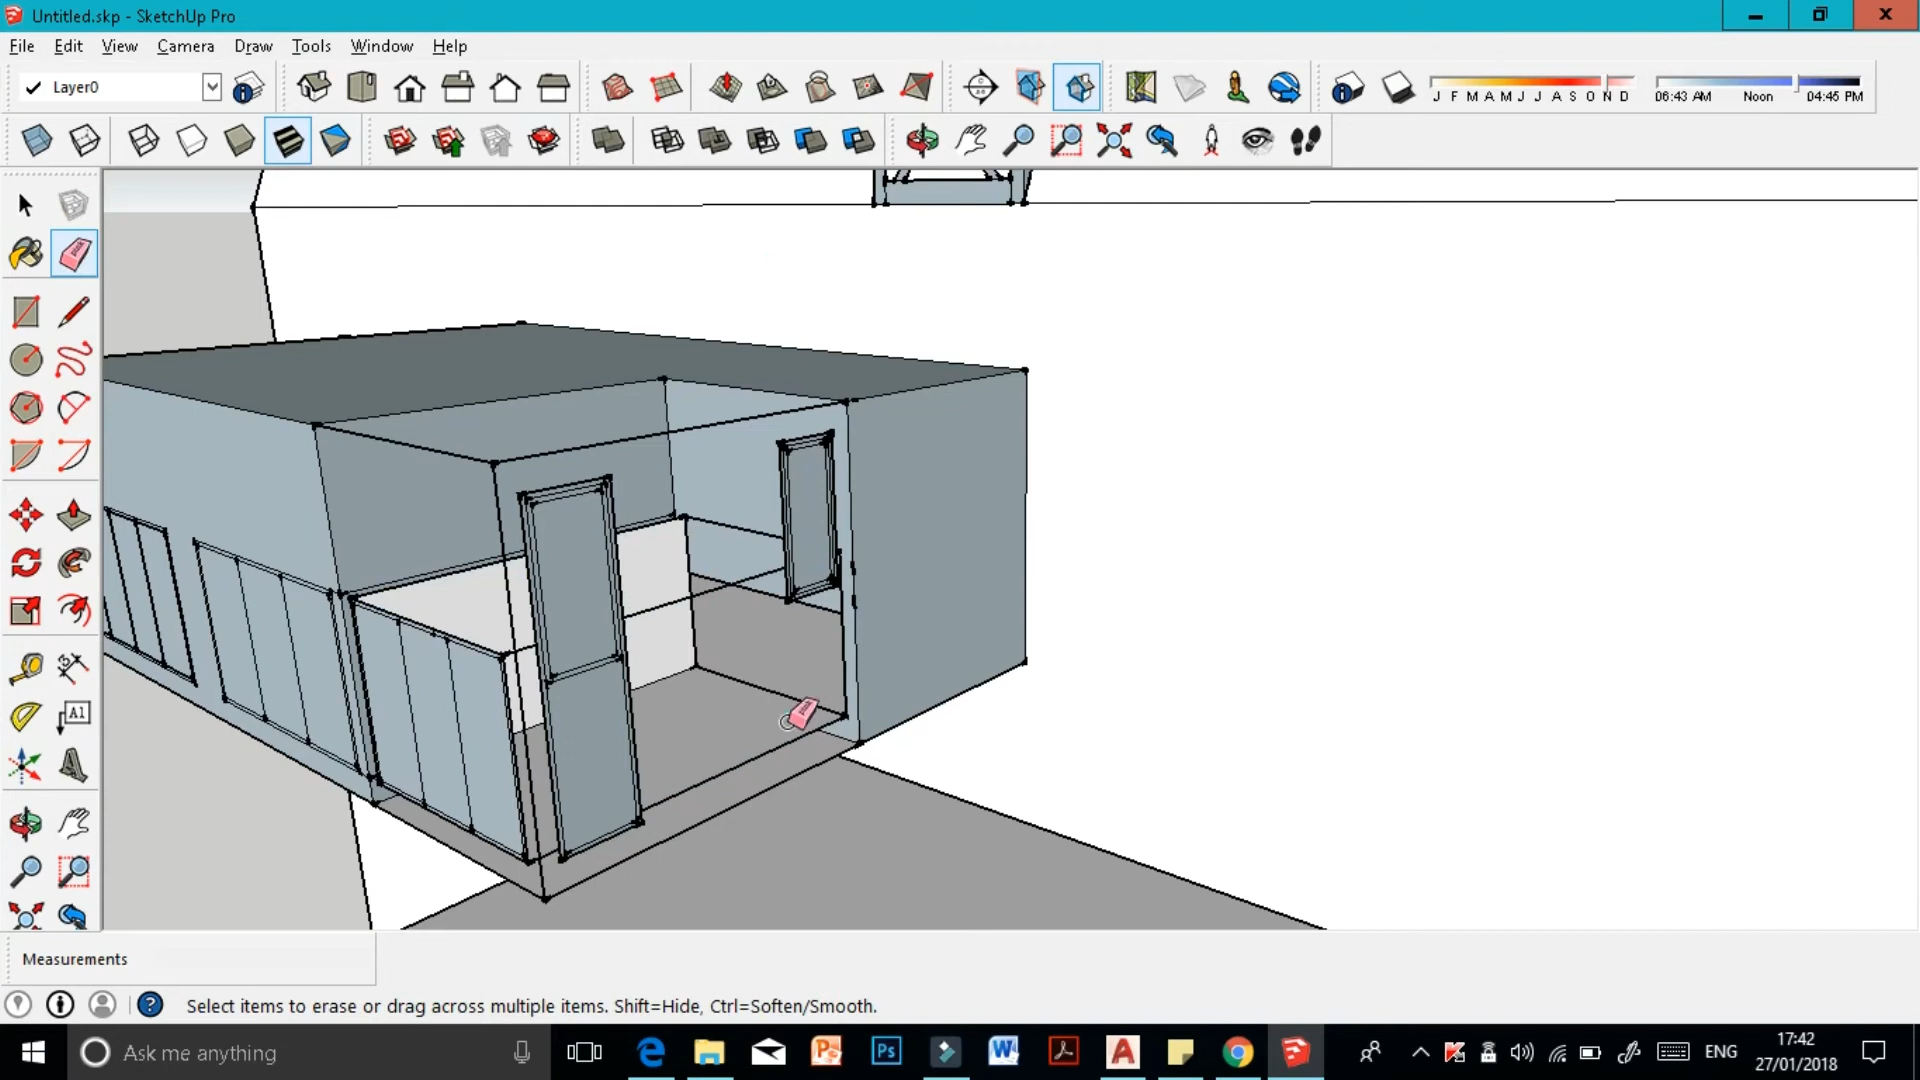 Untitled.skp - SketchUp Pro
File Edit View Camera Draw Tools Window Help
Layer0
J F M A M J J A S O N D
06:43 AM Noon 04:45 PM
A1
Measurements
Select items to erase or drag across multiple items. Shift=Hide, Ctrl=Soften/Smooth.
Ask me anything
ENG
17:42
27/01/2018